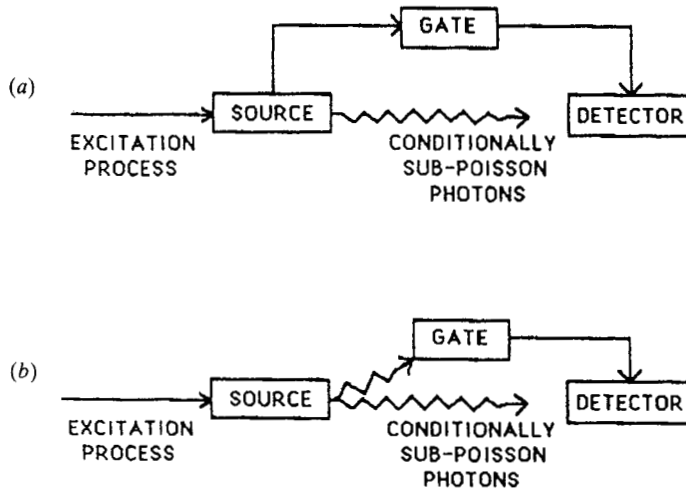 GATE
(a)
SOURCE
DETECTOR
EXCITATION
PROCESS
CONDITIONALLY
SUB-POISSON
PHOTONS
GATE
(b)
SOURCE
DETECTOR
EXCITATION
PROCESS
CONDITIONALLY
SUB-POISSON
PHOTONS